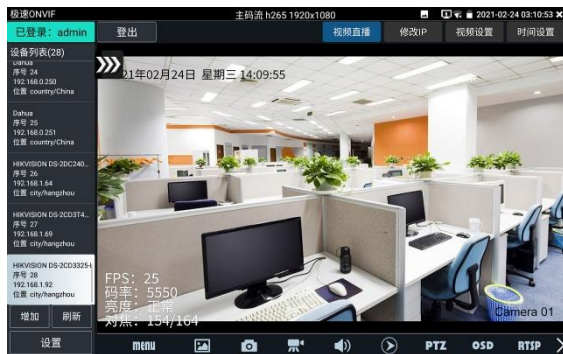 极速ONVIF
主码流 h265 1920x1080
2021-02-24 03:10:53 X
已登录: admin
登出
视频直播
修改IP
视频设置
时间设置
设备列表(28)
Dahua
序号 24
192.168.0.250
位置 country/China
Dahua
序号 25
192.168.0.251
位置 country/China
HIKVISION DS-2DC240...
序号 26
192.168.1.64
位置 city/hangzhou
HIKVISION DS-2CD3T4...
序号 27
192.168.1.69
位置 city/hangzhou
HIKVISION DS-2CD3325-I
序号 28
192.168.1.92
位置 city/hangzhou
增加
刷新
设置
21年02月24日 星期三 14:09:55
FPS: 25
码率: 5550
亮度: 正常
对焦: 154/164
Camera 01
menu
PTZ
OSD
RTSP